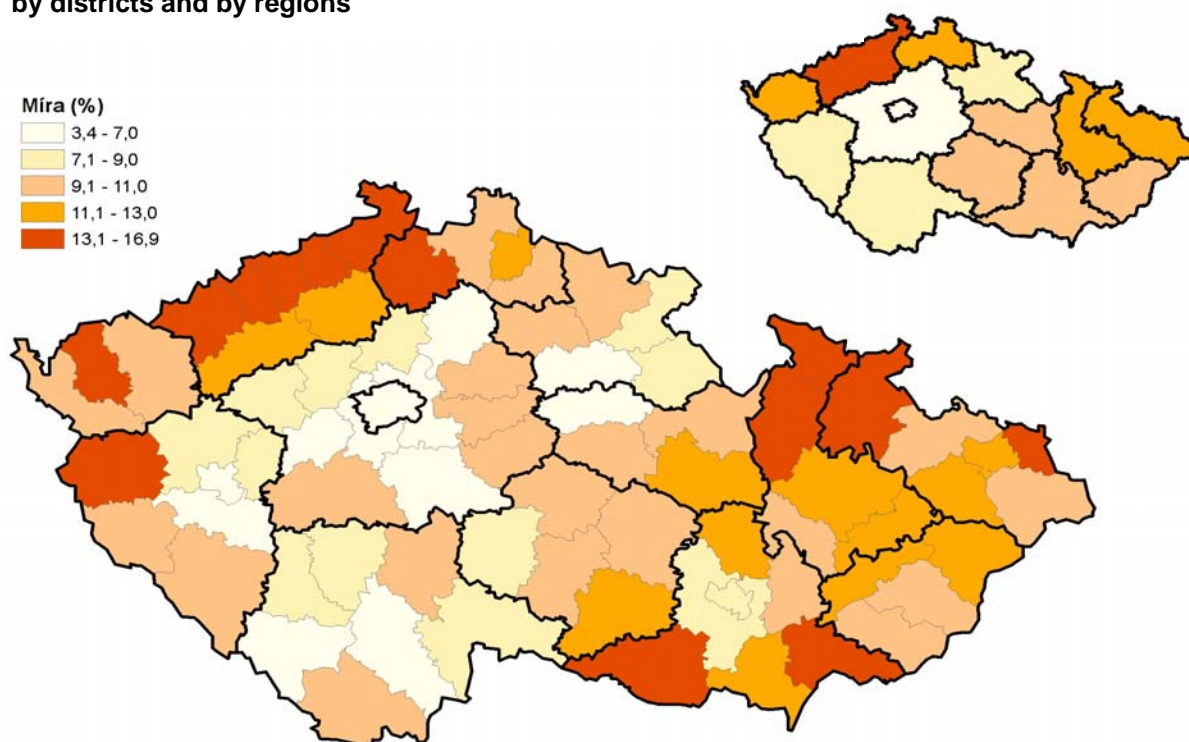 by districts and by regions
Míra (%)
3,4 - 7,0
7,1 - 9,0
9,1 - 11,0
11,1 - 13,0
13,1 - 16,9